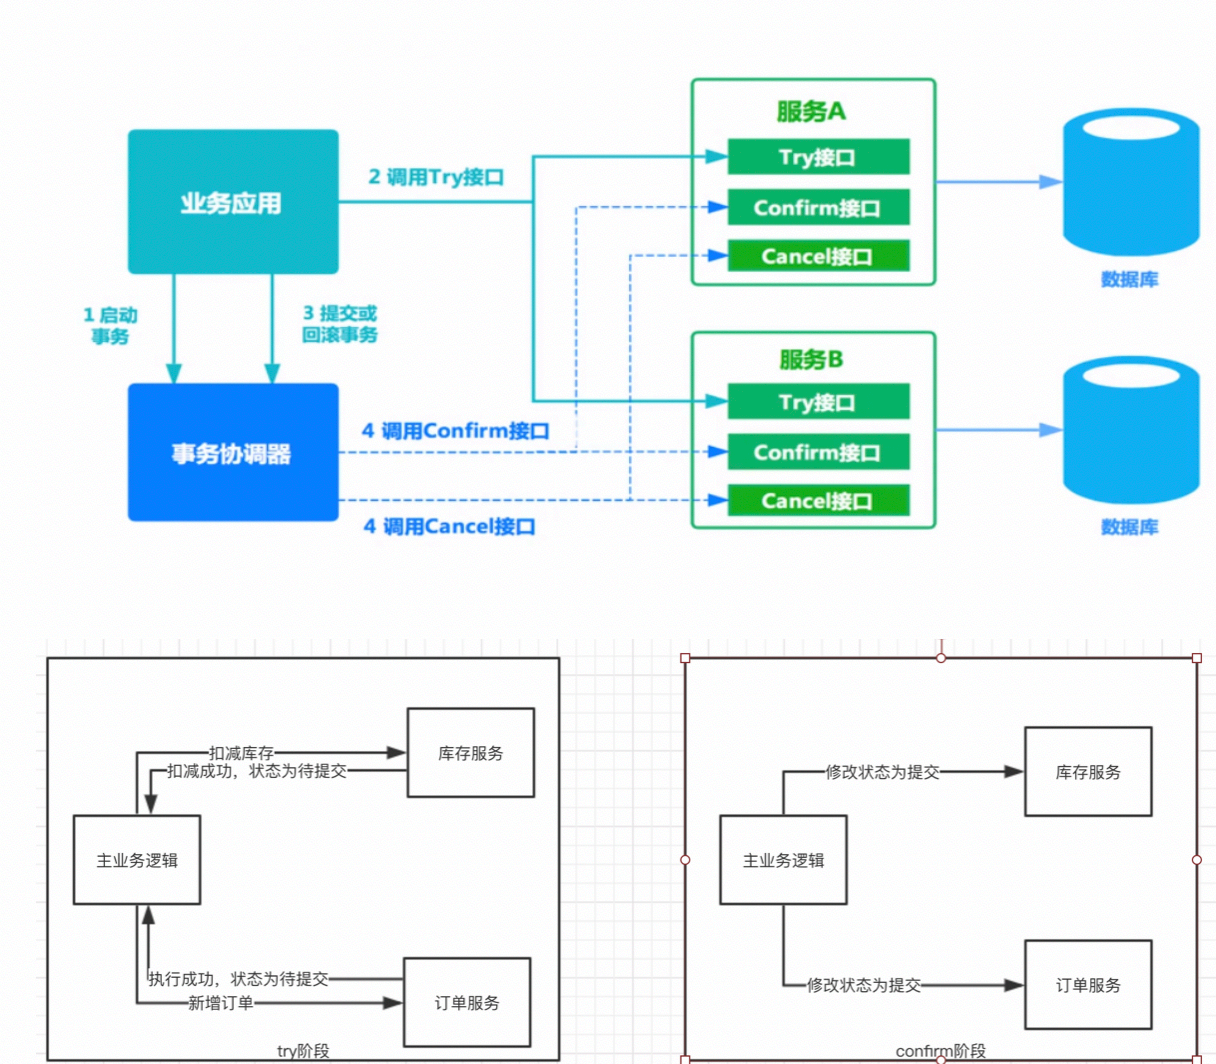 服务A
Try接口
Confirm接口
Cancel接口
数据库
业务应用
2 调用Try接口
1 启动
事务
3 提交或
回滚事务
服务B
Try接口
Confirm接口
Cancel接口
数据库
事务协调器
4 调用Confirm接口
4 调用Cancel接口
扣减库存
扣减成功，状态为待提交
库存服务
主业务逻辑
执行成功，状态为待提交
新增订单
订单服务
try阶段
修改状态为提交
库存服务
主业务逻辑
修改状态为提交
订单服务
confirm阶段